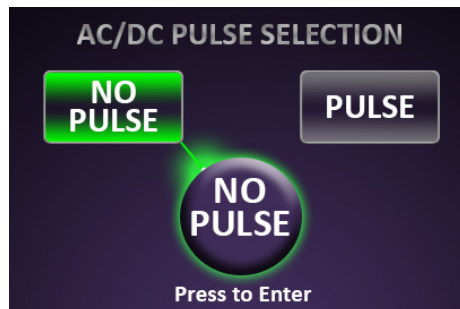 AC/DC PULSE SELECTION
NO
PULSE
PULSE
NO
PULSE
Press to Enter